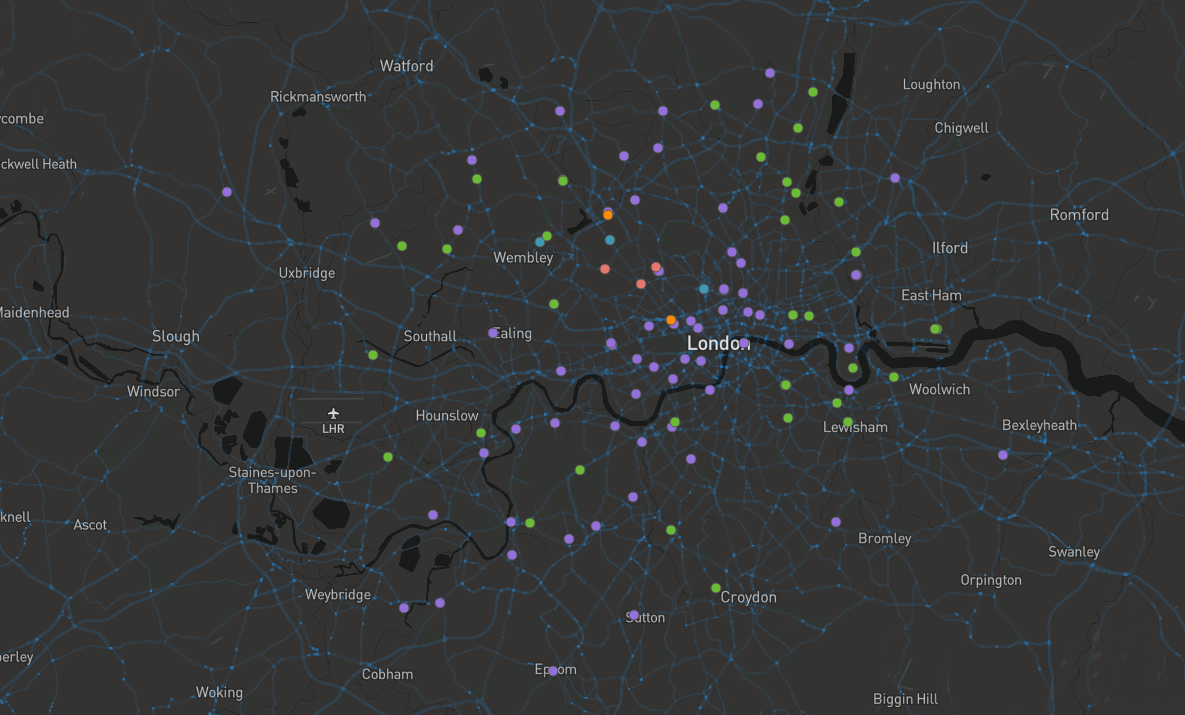 Watford
Loughton
Rickmansworth
ycombe
Chigwell
ckwell Heath
Romford
Ilford
Wembley
Uxbridge
East Ham
Maidenhead
Slough
Southall
Ealing
London
Windsor
Woolwich
Hounslow
LHR
Lewisham
Bexleyheath
Staines-upon-
Thames
knell
Ascot
Bromley
Swanley
Orpington
Weybridge
Croydon
Sutton
perley
Cobham
Epsom
Woking
Biggin Hill